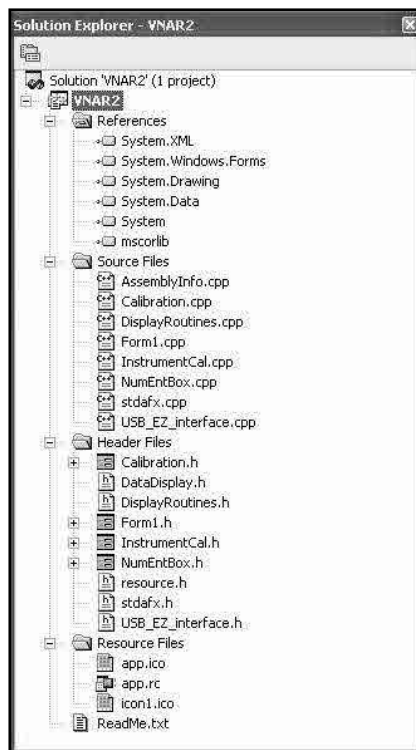 Solution Explorer - VNAR2
Solution 'VNAR2' (1 project)
VNAR2
References
System.XML
System.Windows.Forms
System.Drawing
System.Data
System
mscorlib
Source Files
AssemblyInfo.cpp
Calibration.cpp
DisplayRoutines.cpp
Form1.cpp
InstrumentCal.cpp
NumEntBox.cpp
stdafx.cpp
USB_EZ_interface.cpp
Header Files
Calibration.h
DataDisplay.h
DisplayRoutines.h
Form1.h
InstrumentCal.h
NumEntBox.h
resource.h
stdafx.h
USB_EZ_interface.h
Resource Files
app.ico
app.rc
icon1.ico
ReadMe.txt